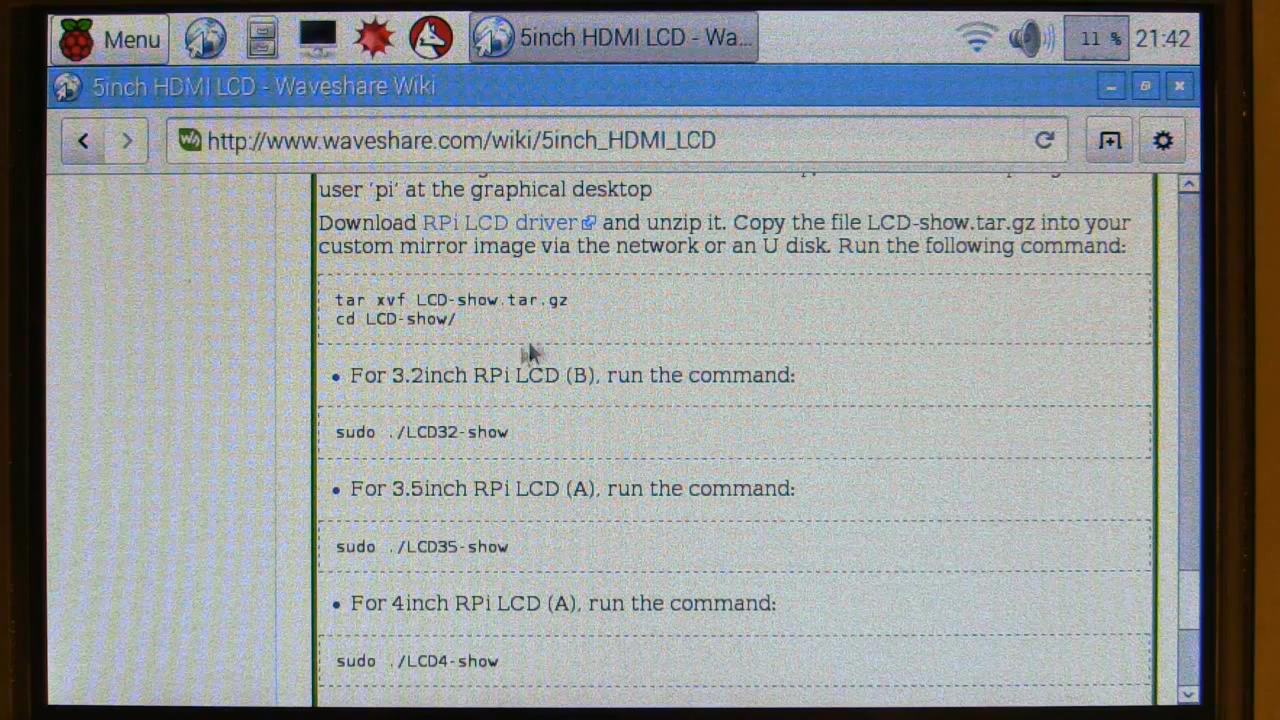 Menu
5inch HDMI LCD - Wa...
11 %
21:42
5inch HDMI LCD - Waveshare Wiki
http://www.waveshare.com/wiki/5inch_HDMI_LCD
user 'pi' at the graphical desktop
Download RPi LCD driver and unzip it. Copy the file LCD-show.tar.gz into your
custom mirror image via the network or an U disk. Run the following command:
tar xvf LCD-show.tar.gz
cd LCD-show/
• For 3.2inch RPi LCD (B), run the command:
sudo ./LCD32-show
• For 3.5inch RPi LCD (A), run the command:
sudo ./LCD35-show
• For 4inch RPi LCD (A), run the command:
sudo ./LCD4-show